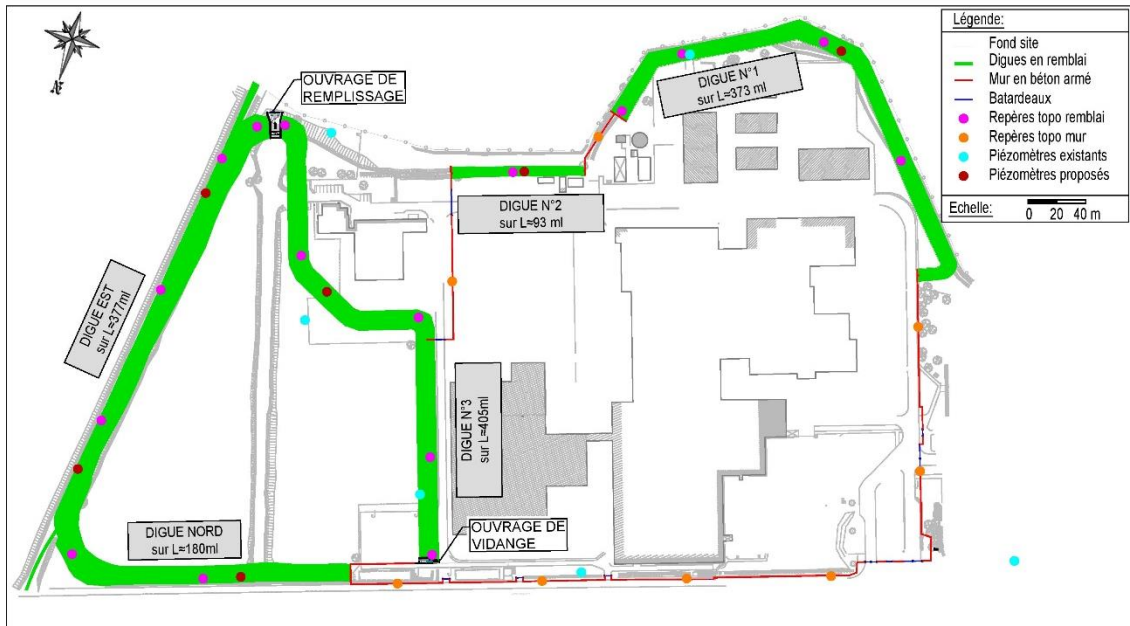 N
OUVRAGE DE
REMPLISSAGE
DIGUE N°1
sur L≈373 ml
DIGUE N°2
sur L≈93 ml
DIGUE EST
sur L≈377ml
DIGUE N°3
sur L≈405ml
DIGUE NORD
sur L≈180ml
OUVRAGE DE
VIDANGE
Légende:
Fond site
Digues en remblai
Mur en béton armé
Batardeaux
Repères topo remblai
Repères topo mur
Piézomètres existants
Piézomètres proposés
Echelle:
0 20 40 m